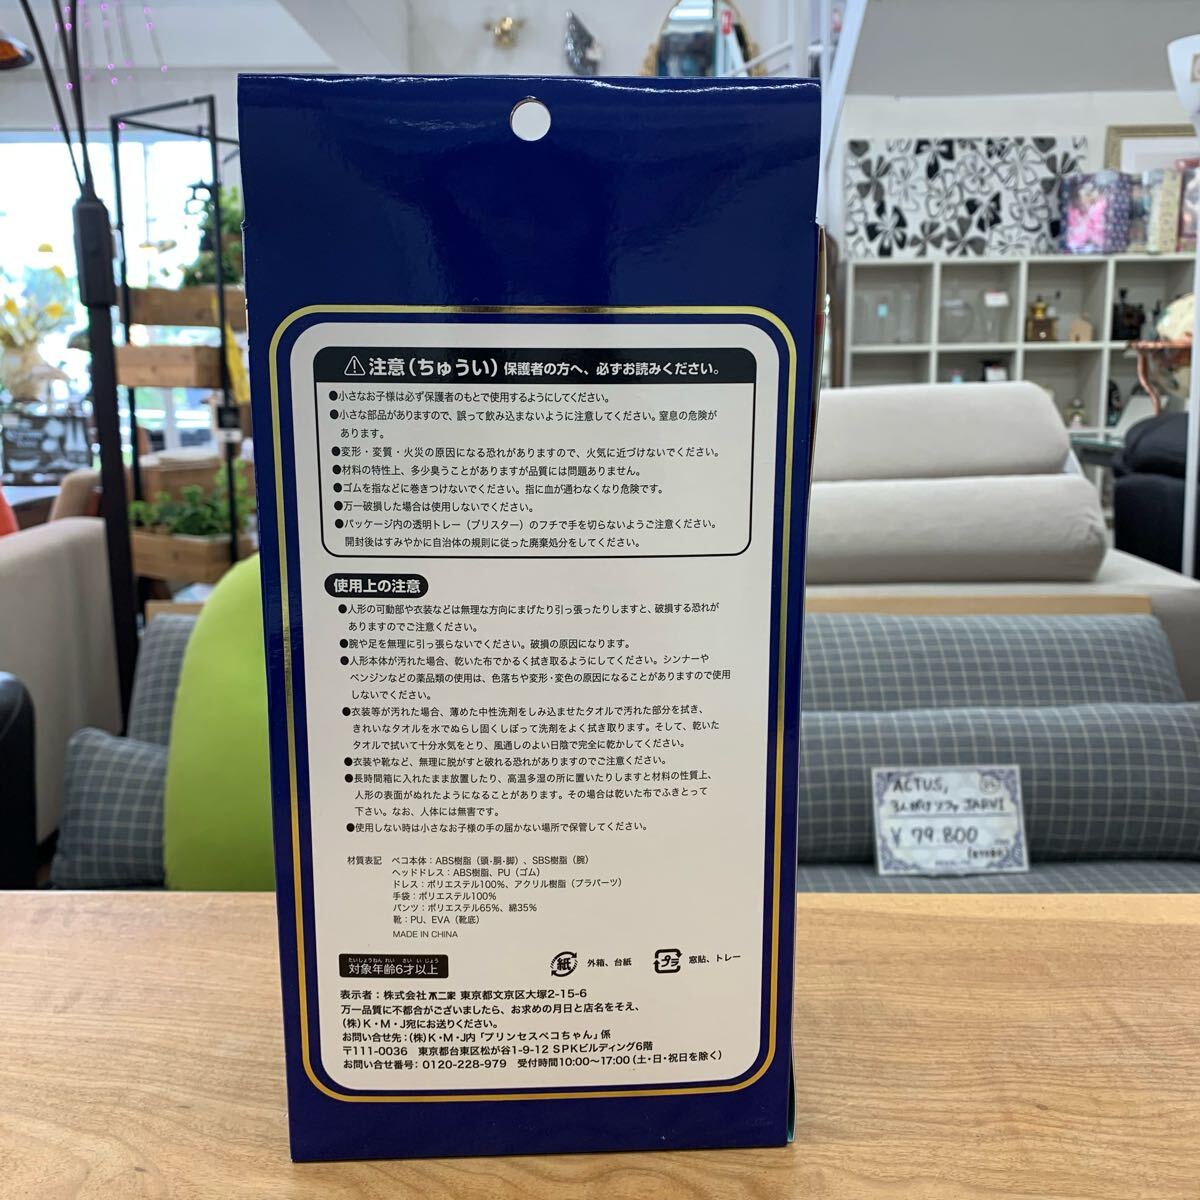 ⚠注意（ちゅうい）保護者の方へ、必ずお読みください。
●小さなお子様は必ず保護者のもとで使用するようにしてください。
●小さな部品がありますので、誤って飲み込まないように注意してください。窒息の危険が
あります。
●変形・変質・火災の原因になる恐れがありますので、火気に近づけないでください。
●材料の特性上、多少臭うことがありますが品質には問題ありません。
●ゴムを指などに巻きつけないでください。指に血が通わなくなり危険です。
●万一破損した場合は使用しないでください。
●パッケージ内の透明トレー（ブリスター）のフチで手を切らないようご注意ください。
開封後はすみやかに自治体の規則に従った廃棄処分をしてください。
使用上の注意
●人形の可動部や衣装などは無理な方向にまげたり引っ張ったりしますと、破損する恐れが
ありますのでご注意ください。
●腕や足を無理に引っ張らないでください。破損の原因になります。
●人形本体が汚れた場合、乾いた布でかるく拭き取るようにしてください。シンナーや
ベンジンなどの薬品類の使用は、色落ちや変形・変色の原因になることがありますので使用
しないでください。
●衣装等が汚れた場合、薄めた中性洗剤をしみ込ませたタオルで汚れた部分を拭き、
きれいなタオルを水でぬらし固くしぼって洗剤をよく拭き取ります。そして、乾いた
タオルで拭いて十分水気をとり、風通しのよい日陰で完全に乾かしてください。
●衣装や靴など、無理に脱がすと破れる恐れがありますのでご注意ください。
●長時間箱に入れたまま放置したり、高温多湿の所に置いたりしますと材料の性質上、
人形の表面がぬれたようになることがあります。その場合は乾いた布でふきとって
下さい。なお、人体には無害です。
●使用しない時は小さなお子様の手の届かない場所で保管してください。
材質表記 ペコ本体：ABS樹脂（頭・胴・脚）、SBS樹脂（腕）
ヘッドドレス：ABS樹脂、PU（ゴム）
ドレス：ポリエステル100%、アクリル樹脂（プラパーツ）
手袋：ポリエステル100%
パンツ：ポリエステル65%、綿35%
靴：PU、EVA（靴底）
MADE IN CHINA
たいしょうねんれい さい いじょう
対象年齢6才以上
紙 外箱、台紙 プラ 窓貼、トレー
表示者：株式会社 不二家 東京都文京区大塚2-15-6
万一品質に不都合がございましたら、お求めの月日と店名をそえ、
（株）K・M・J宛にお送りください。
お問い合せ先：（株）K・M・J内「プリンセスペコちゃん」係
〒111-0036 東京都台東区松が谷1-9-12 SPKビルディング6階
お問い合せ番号：0120-228-979 受付時間10:00〜17:00（土・日・祝日を除く）
ACTUS,
3人掛けソファ JARVI
¥ 79.800